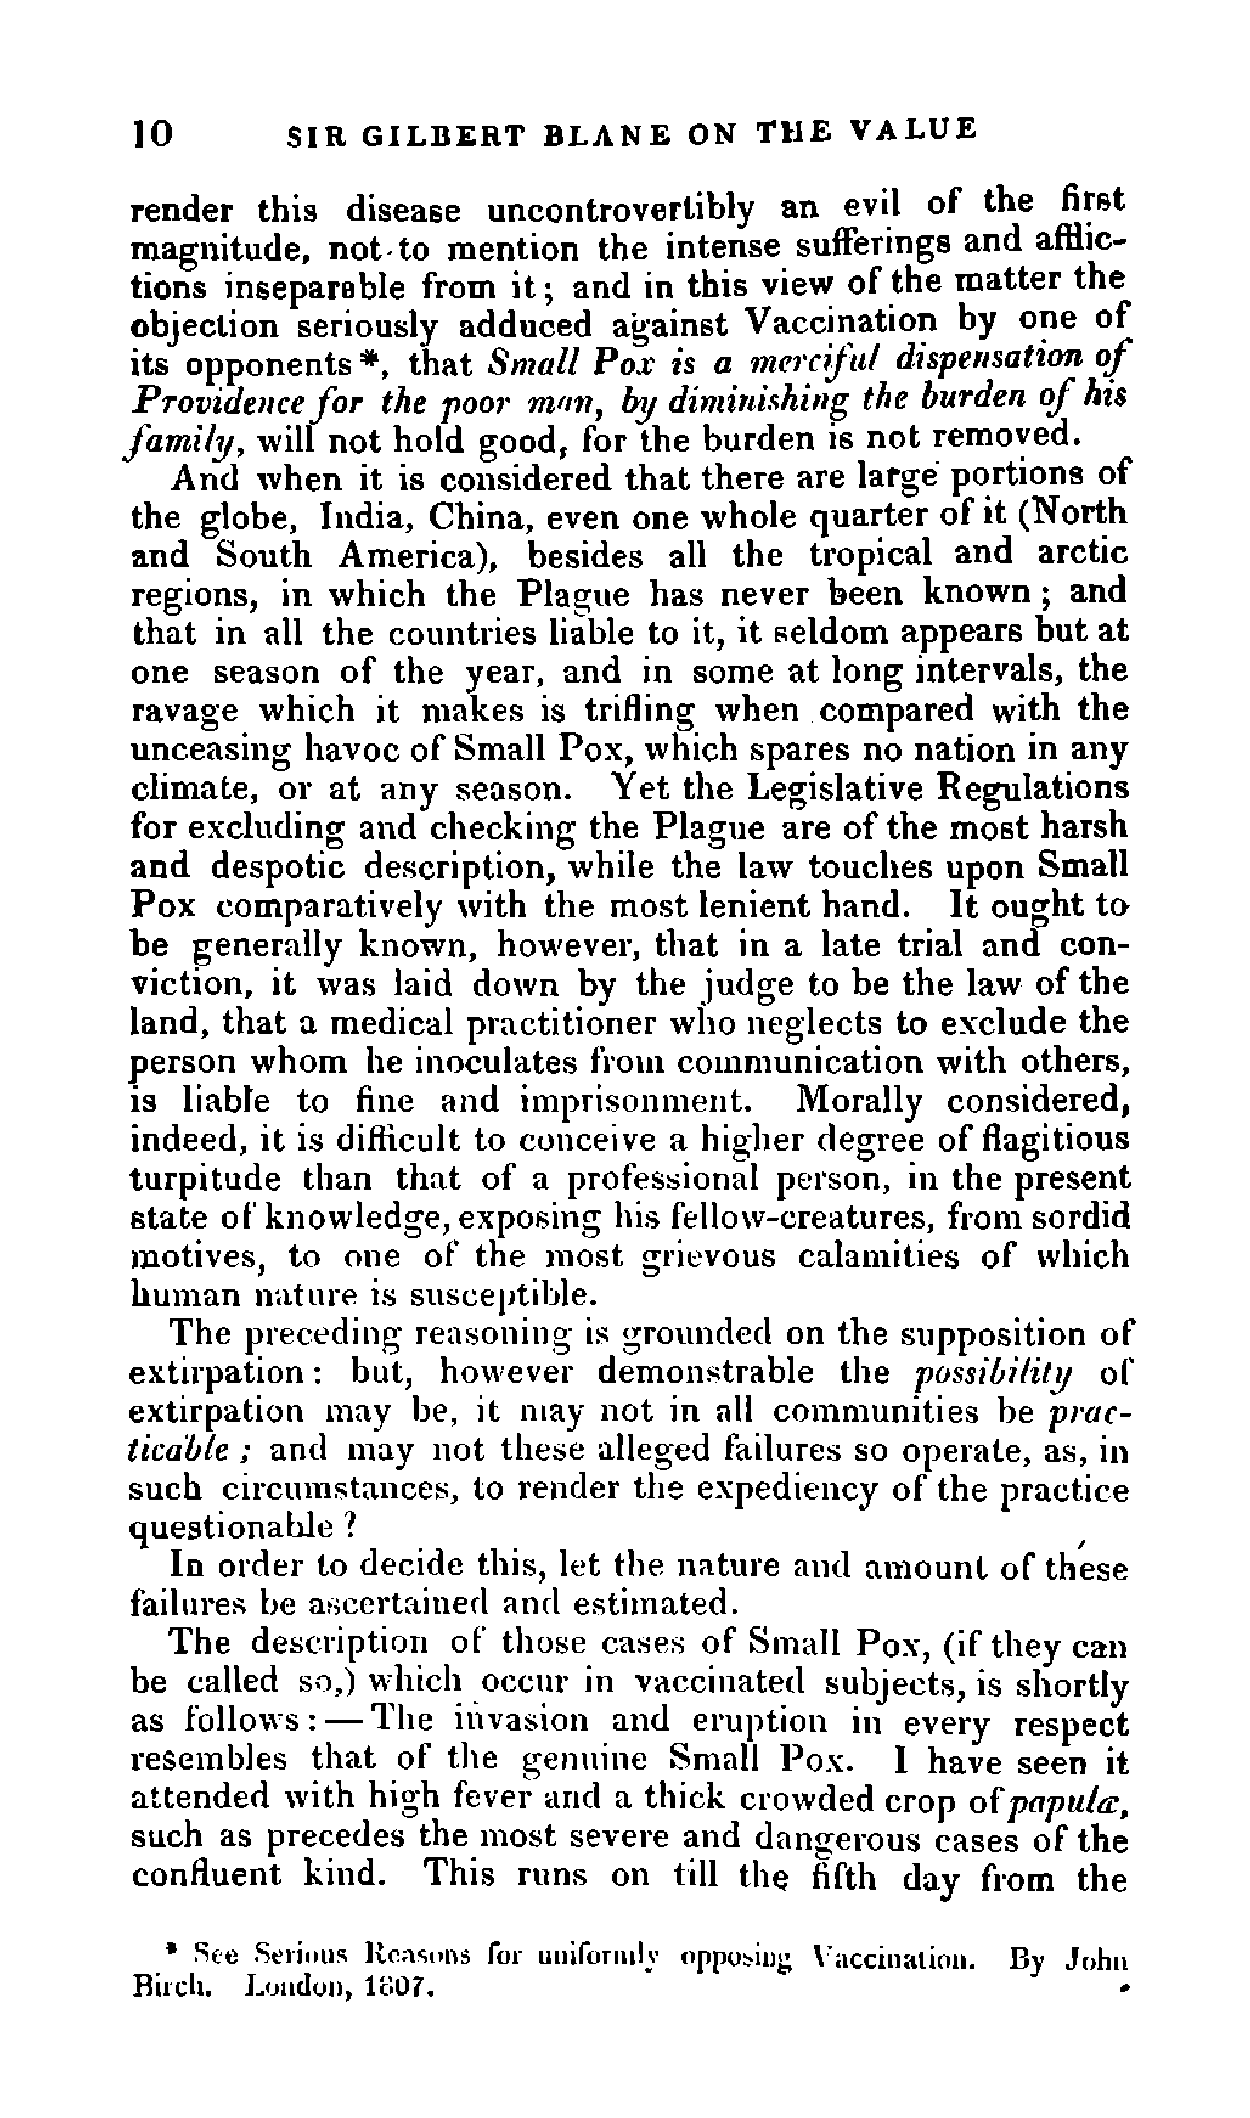 10 SIR GILBERT BLANE ON THE VALUE
render this disease uncontrovertibly an evil of the first
magnitude, not to mention the intense sufferings and afflic-
tions inseparable from it; and in this view of the matter the
objection seriously adduced against Vaccination by one of
its opponents*, that Small Pox is a merciful dispensation of
Providence for the poor man, by diminishing the burden of his
family, will not hold good, for the burden is not removed.
And when it is considered that there are large portions of
the globe, India, China, even one whole quarter of it (North
and South America), besides all the tropical and arctic
regions, in which the Plague has never been known; and
that in all the countries liable to it, it seldom appears but at
one season of the year, and in some at long intervals, the
ravage which it makes is trifling when compared with the
unceasing havoc of Small Pox, which spares no nation in any
climate, or at any season. Yet the Legislative Regulations
for excluding and checking the Plague are of the most harsh
and despotic description, while the law touches upon Small
Pox comparatively with the most lenient hand. It ought to
be generally known, however, that in a late trial and con-
viction, it was laid down by the judge to be the law of the
land, that a medical practitioner who neglects to exclude the
person whom he inoculates from communication with others,
is liable to fine and imprisonment. Morally considered,
indeed, it is difficult to conceive a higher degree of flagitious
turpitude than that of a professional person, in the present
state of knowledge, exposing his fellow-creatures, from sordid
motives, to one of the most grievous calamities of which
human nature is susceptible.
The preceding reasoning is grounded on the supposition of
extirpation: but, however demonstrable the possibility of
extirpation may be, it may not in all communities be prac-
ticable; and may not these alleged failures so operate, as, in
such circumstances, to render the expediency of the practice
questionable?
In order to decide this, let the nature and amount of these
failures be ascertained and estimated.
The description of those cases of Small Pox, (if they can
be called so,) which occur in vaccinated subjects, is shortly
as follows:—The invasion and eruption in every respect
resembles that of the genuine Small Pox. I have seen it
attended with high fever and a thick crowded crop of papulæ,
such as precedes the most severe and dangerous cases of the
confluent kind. This runs on till the fifth day from the
* See Serious Reasons for uniformly opposing Vaccination. By John
Birch. London, 1807.